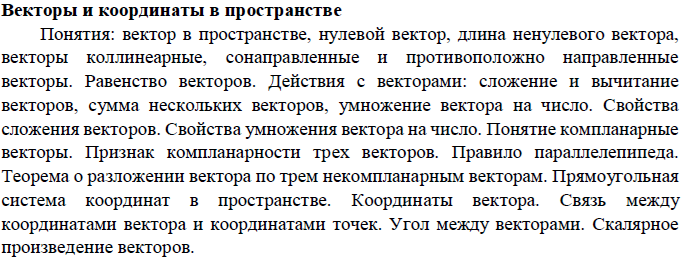 Векторы и координаты в пространстве
Понятия: вектор в пространстве, нулевой вектор, длина ненулевого вектора,
векторы коллинеарные, сонаправленные и противоположно направленные
векторы. Равенство векторов. Действия с векторами: сложение и вычитание
векторов, сумма нескольких векторов, умножение вектора на число. Свойства
сложения векторов. Свойства умножения вектора на число. Понятие компланарные
векторы. Признак компланарности трех векторов. Правило параллелепипеда.
Теорема о разложении вектора по трем некомпланарным векторам. Прямоугольная
система координат в пространстве. Координаты вектора. Связь между
координатами вектора и координатами точек. Угол между векторами. Скалярное
произведение векторов.